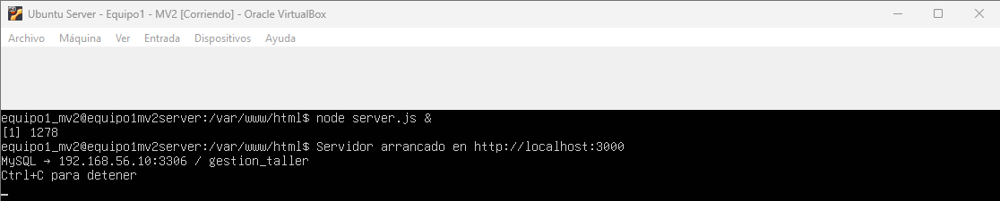 Ubuntu Server - Equipo1 - MV2 [Corriendo] - Oracle VirtualBox
Archivo Máquina Ver Entrada Dispositivos Ayuda
equipo1_mv2@equipo1mv2server:/var/www/html$ node server.js &
[1] 1278
equipo1_mv2@equipo1mv2server:/var/www/html$ Servidor arrancado en http://localhost:3000
MySQL → 192.168.56.10:3306 / gestion_taller
Ctrl+C para detener